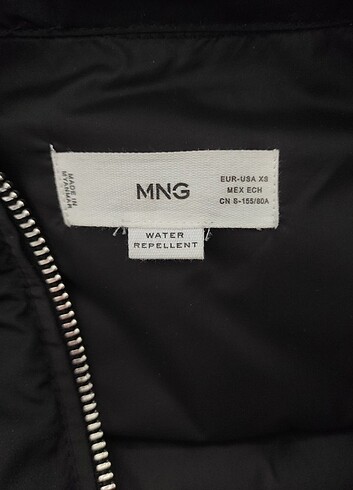 MADE IN
MYANMAR
MNG
EUR-USA XS
MEX ECH
CN S-155/80A
WATER
REPELLENT